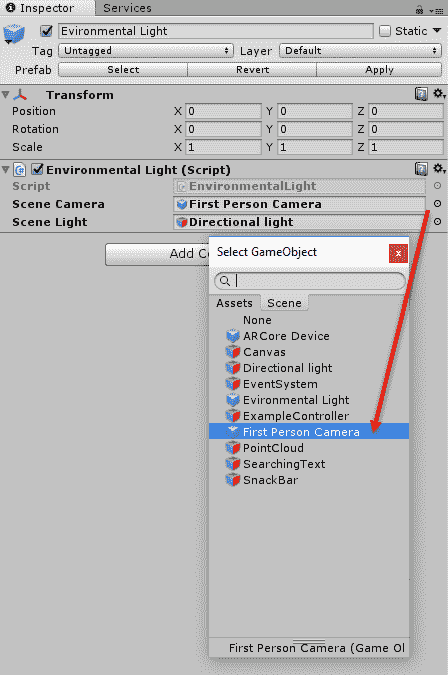 Inspector Services
Evironmental Light Static
Tag Untagged Layer Default
Prefab Select Revert Apply
Transform
Position X 0 Y 0 Z 0
Rotation X 0 Y 0 Z 0
Scale X 1 Y 1 Z 1
Environmental Light (Script)
Script EnvironmentalLight
Scene Camera First Person Camera
Scene Light Directional light
Add Co
Select GameObject
x
Assets Scene
None
ARCore Device
Canvas
Directional light
EventSystem
Evironmental Light
ExampleController
First Person Camera
PointCloud
SearchingText
SnackBar
First Person Camera (Game Ol